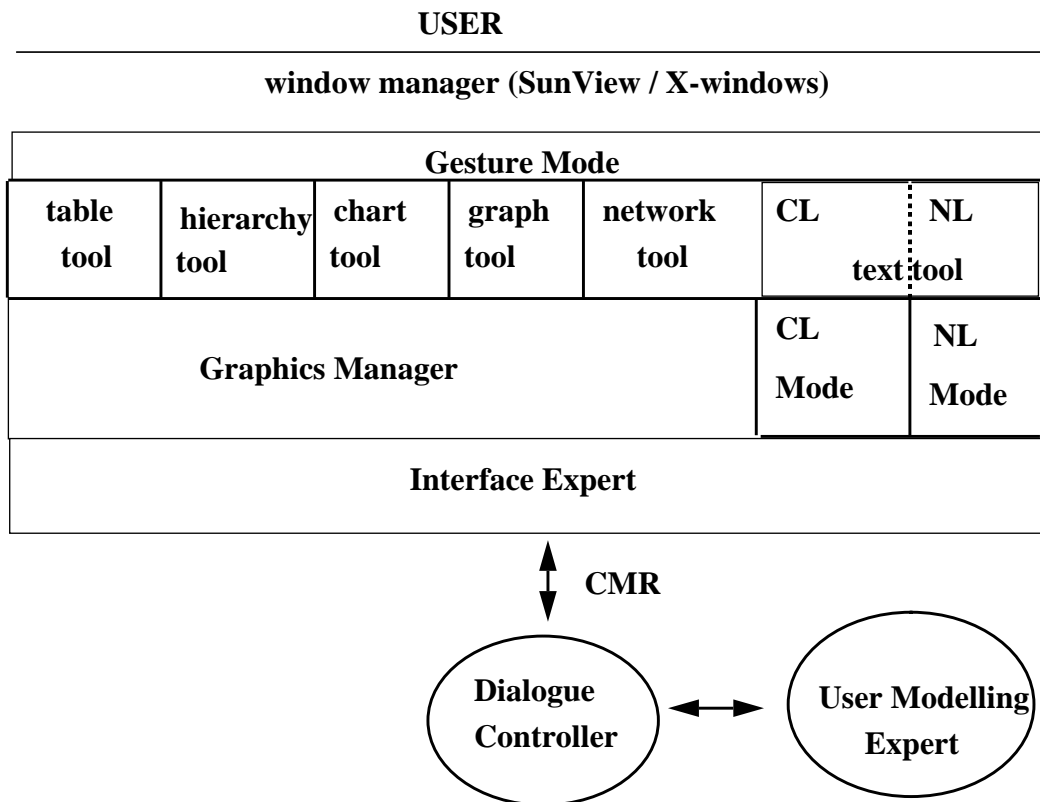 USER
window manager (SunView / X-windows)
Gesture Mode
table
tool
hierarchy
tool
chart
tool
graph
tool
network
tool
CL
NL
text tool
Graphics Manager
CL
Mode
NL
Mode
Interface Expert
CMR
Dialogue
Controller
User Modelling
Expert